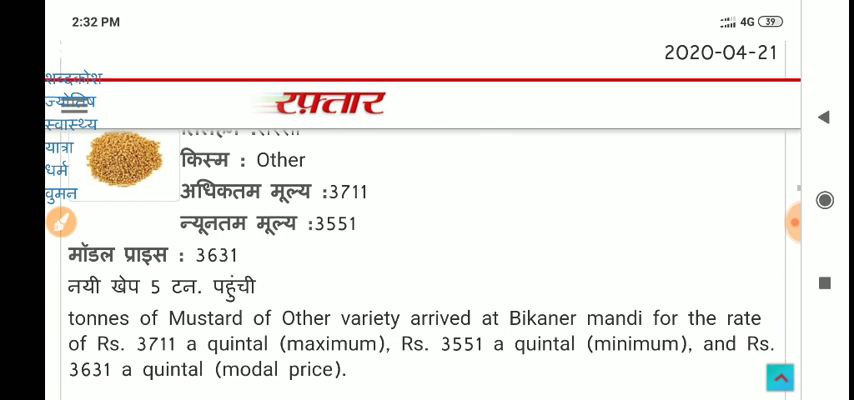 2:32 PM
4G 39
2020-04-21
शब्दकोश
ज्योतिष
रफ़्तार
स्वास्थ्य
यात्रा
धर्म
वुमन
किस्म : Other
अधिकतम मूल्य :3711
न्यूनतम मूल्य :3551
मॉडल प्राइस : 3631
नयी खेप 5 टन. पहुंची
tonnes of Mustard of Other variety arrived at Bikaner mandi for the rate
of Rs. 3711 a quintal (maximum), Rs. 3551 a quintal (minimum), and Rs.
3631 a quintal (modal price).